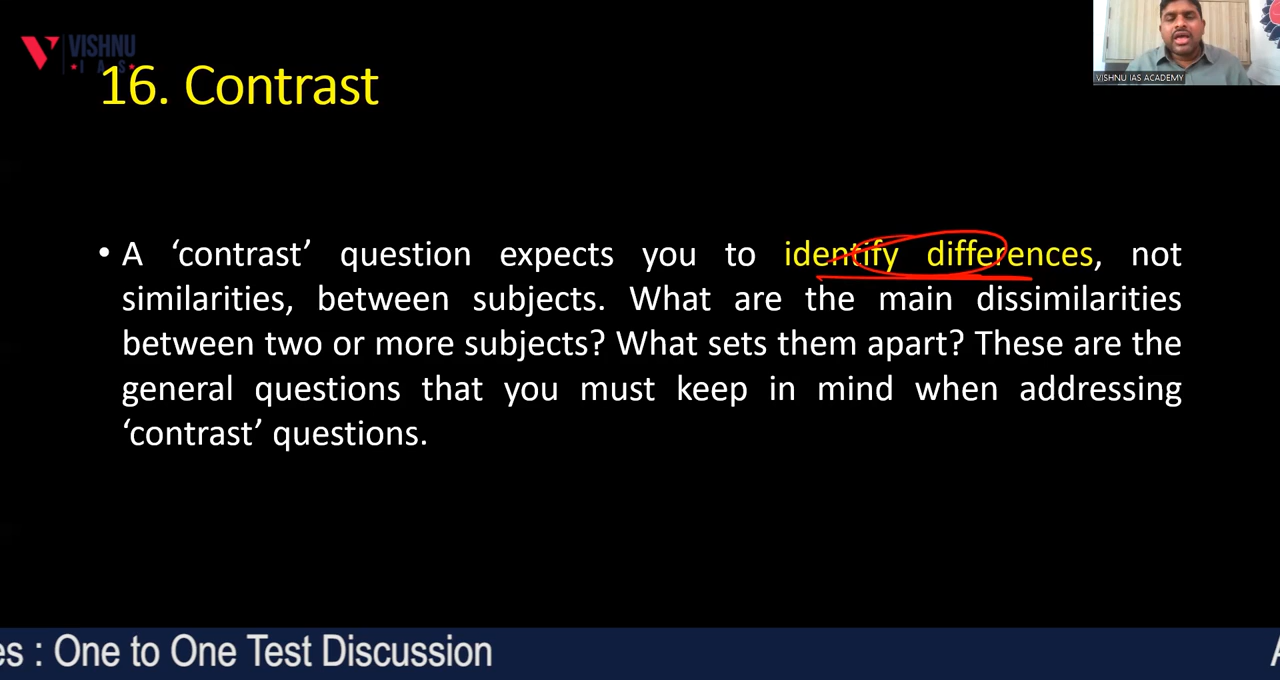 VISHNU
IAS
VISHNU IAS ACADEMY
16. Contrast
• A ‘contrast’ question expects you to identify differences, not
similarities, between subjects. What are the main dissimilarities
between two or more subjects? What sets them apart? These are the
general questions that you must keep in mind when addressing
‘contrast’ questions.
es : One to One Test Discussion